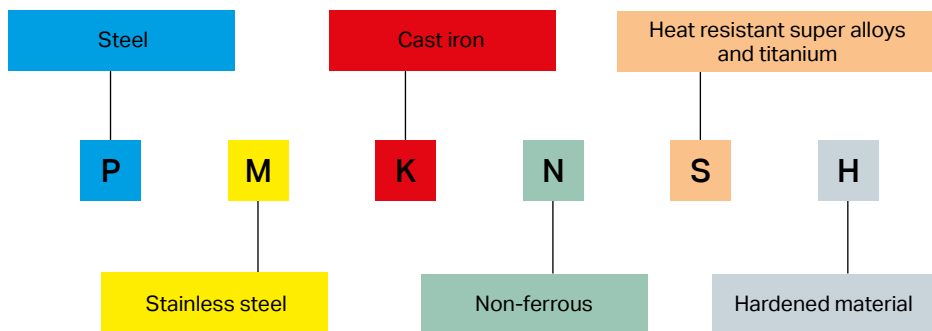 Steel
Cast iron
Heat resistant super alloys
and titanium
P
M
K
N
S
H
Stainless steel
Non-ferrous
Hardened material